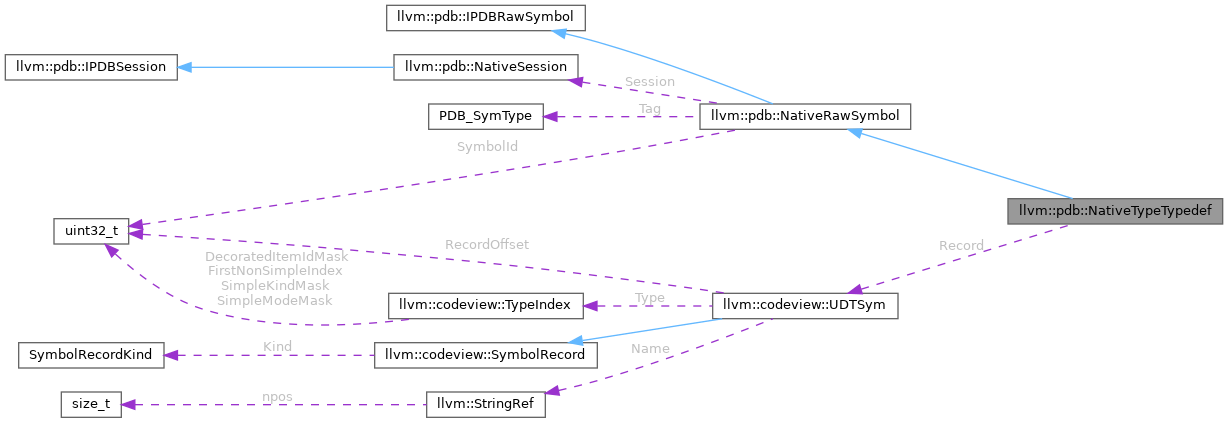 llvm::pdb::IPDBRawSymbol
llvm::pdb::IPDBSession
llvm::pdb::NativeSession
Session
Tag
PDB_SymType
llvm::pdb::NativeRawSymbol
SymbolId
llvm::pdb::NativeTypeTypedef
uint32_t
RecordOffset
Record
DecoratedItemIdMask
FirstNonSimpleIndex
SimpleKindMask
SimpleModeMask
llvm::codeview::TypeIndex
Type
llvm::codeview::UDTSym
SymbolRecordKind
Kind
llvm::codeview::SymbolRecord
Name
size_t
npos
llvm::StringRef